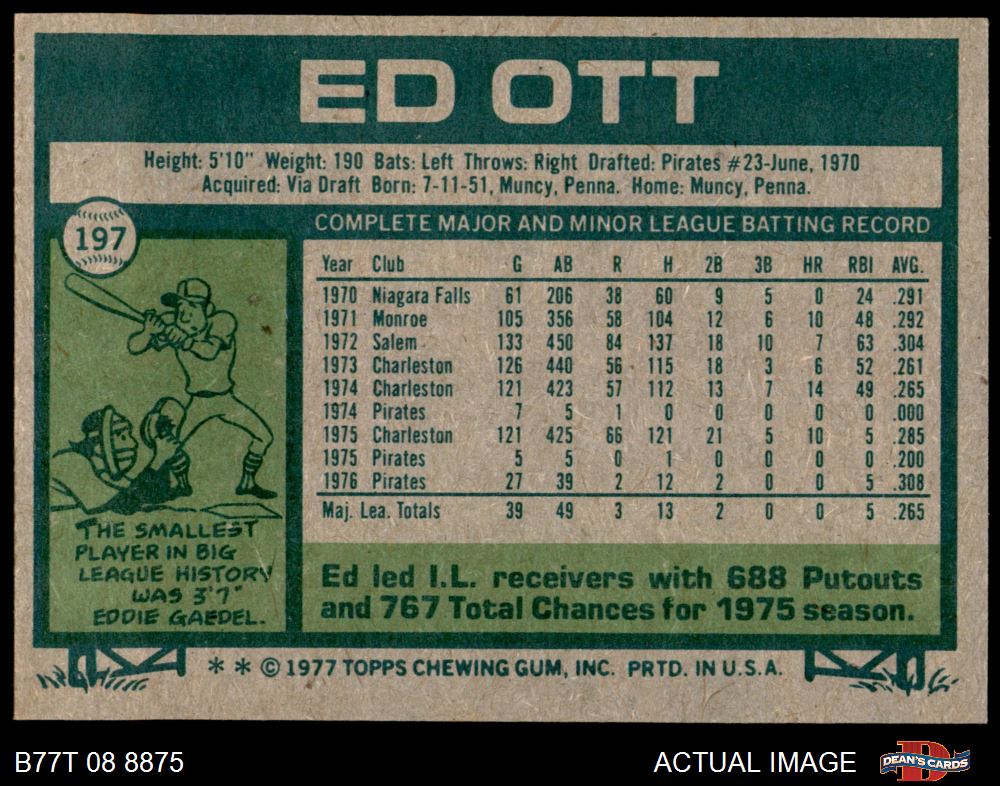 ED OTT
Height: 5'10" Weight: 190 Bats: Left Throws: Right Drafted: Pirates #23-June, 1970
Acquired: Via Draft Born: 7-11-51, Muncy, Penna. Home: Muncy, Penna.
197
COMPLETE MAJOR AND MINOR LEAGUE BATTING RECORD
Year Club G AB R H 2B 3B HR RBI AVG.
1970 Niagara Falls 61 206 38 60 9 5 0 24 .291
1971 Monroe 105 356 58 104 12 6 10 48 .292
1972 Salem 133 450 84 137 18 10 7 63 .304
1973 Charleston 126 440 56 115 18 3 6 52 .261
1974 Charleston 121 423 57 112 13 7 14 49 .265
1974 Pirates 7 5 1 0 0 0 0 0 .000
1975 Charleston 121 425 66 121 21 5 10 5 .285
1975 Pirates 5 5 0 1 0 0 0 0 .200
1976 Pirates 27 39 2 12 2 0 0 5 .308
Maj. Lea. Totals 39 49 3 13 2 0 0 5 .265
THE SMALLEST
PLAYER IN BIG
LEAGUE HISTORY
WAS 3'7"
EDDIE GAEDEL.
Ed led I.L. receivers with 688 Putouts
and 767 Total Chances for 1975 season.
* * © 1977 TOPPS CHEWING GUM, INC. PRTD. IN U.S.A.
B77T 08 8875
ACTUAL IMAGE
D
DEAN'S CARDS